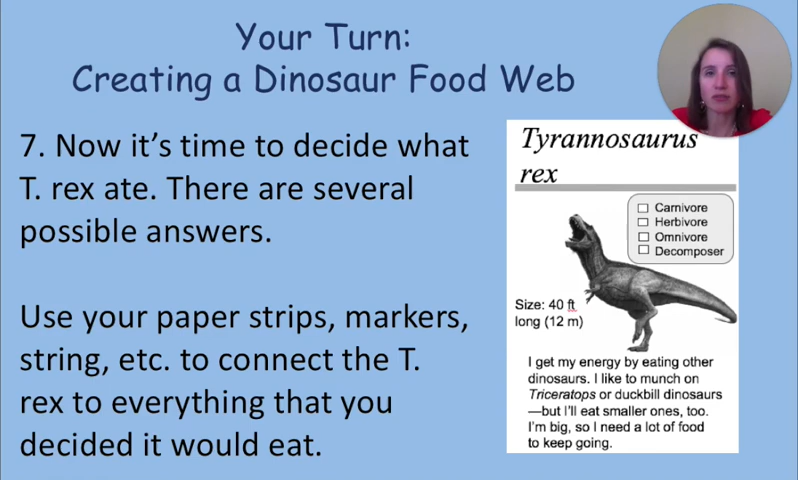 Your Turn:
Creating a Dinosaur Food Web
7. Now it's time to decide what
T. rex ate. There are several
possible answers.
Use your paper strips, markers,
string, etc. to connect the T.
rex to everything that you
decided it would eat.
Tyrannosaurus
rex
Carnivore
Herbivore
Omnivore
Decomposer
Size: 40 ft
long (12 m)
I get my energy by eating other
dinosaurs. I like to munch on
Triceratops or duckbill dinosaurs
—but I'll eat smaller ones, too.
I'm big, so I need a lot of food
to keep going.